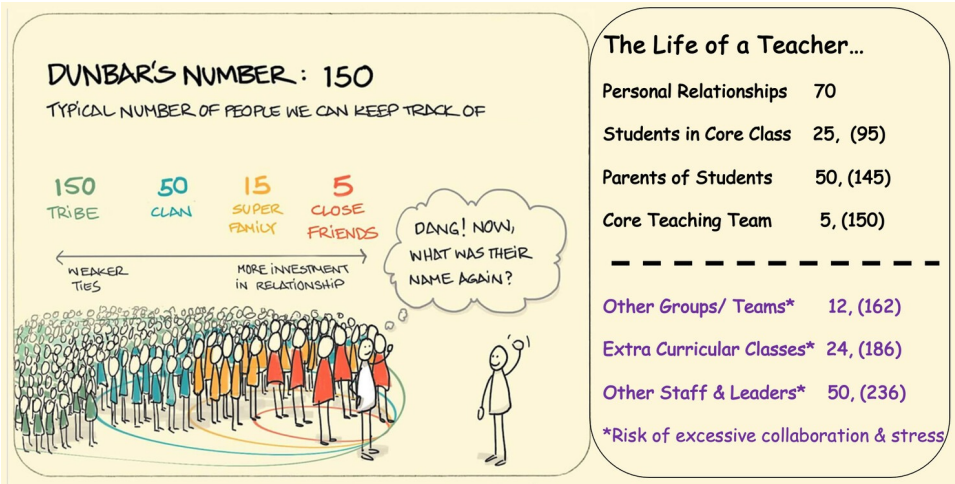 DUNBAR'S NUMBER: 150
TYPICAL NUMBER OF PEOPLE WE CAN KEEP TRACK OF
150
TRIBE
50
CLAN
15
SUPER
FAMILY
5
CLOSE
FRIENDS
WEAKER
TIES
MORE INVESTMENT
IN RELATIONSHIP
DANG! NOW,
WHAT WAS THEIR
NAME AGAIN?
The Life of a Teacher...
Personal Relationships 70
Students in Core Class 25, (95)
Parents of Students 50, (145)
Core Teaching Team 5, (150)
Other Groups/ Teams* 12, (162)
Extra Curricular Classes* 24, (186)
Other Staff & Leaders* 50, (236)
*Risk of excessive collaboration & stress